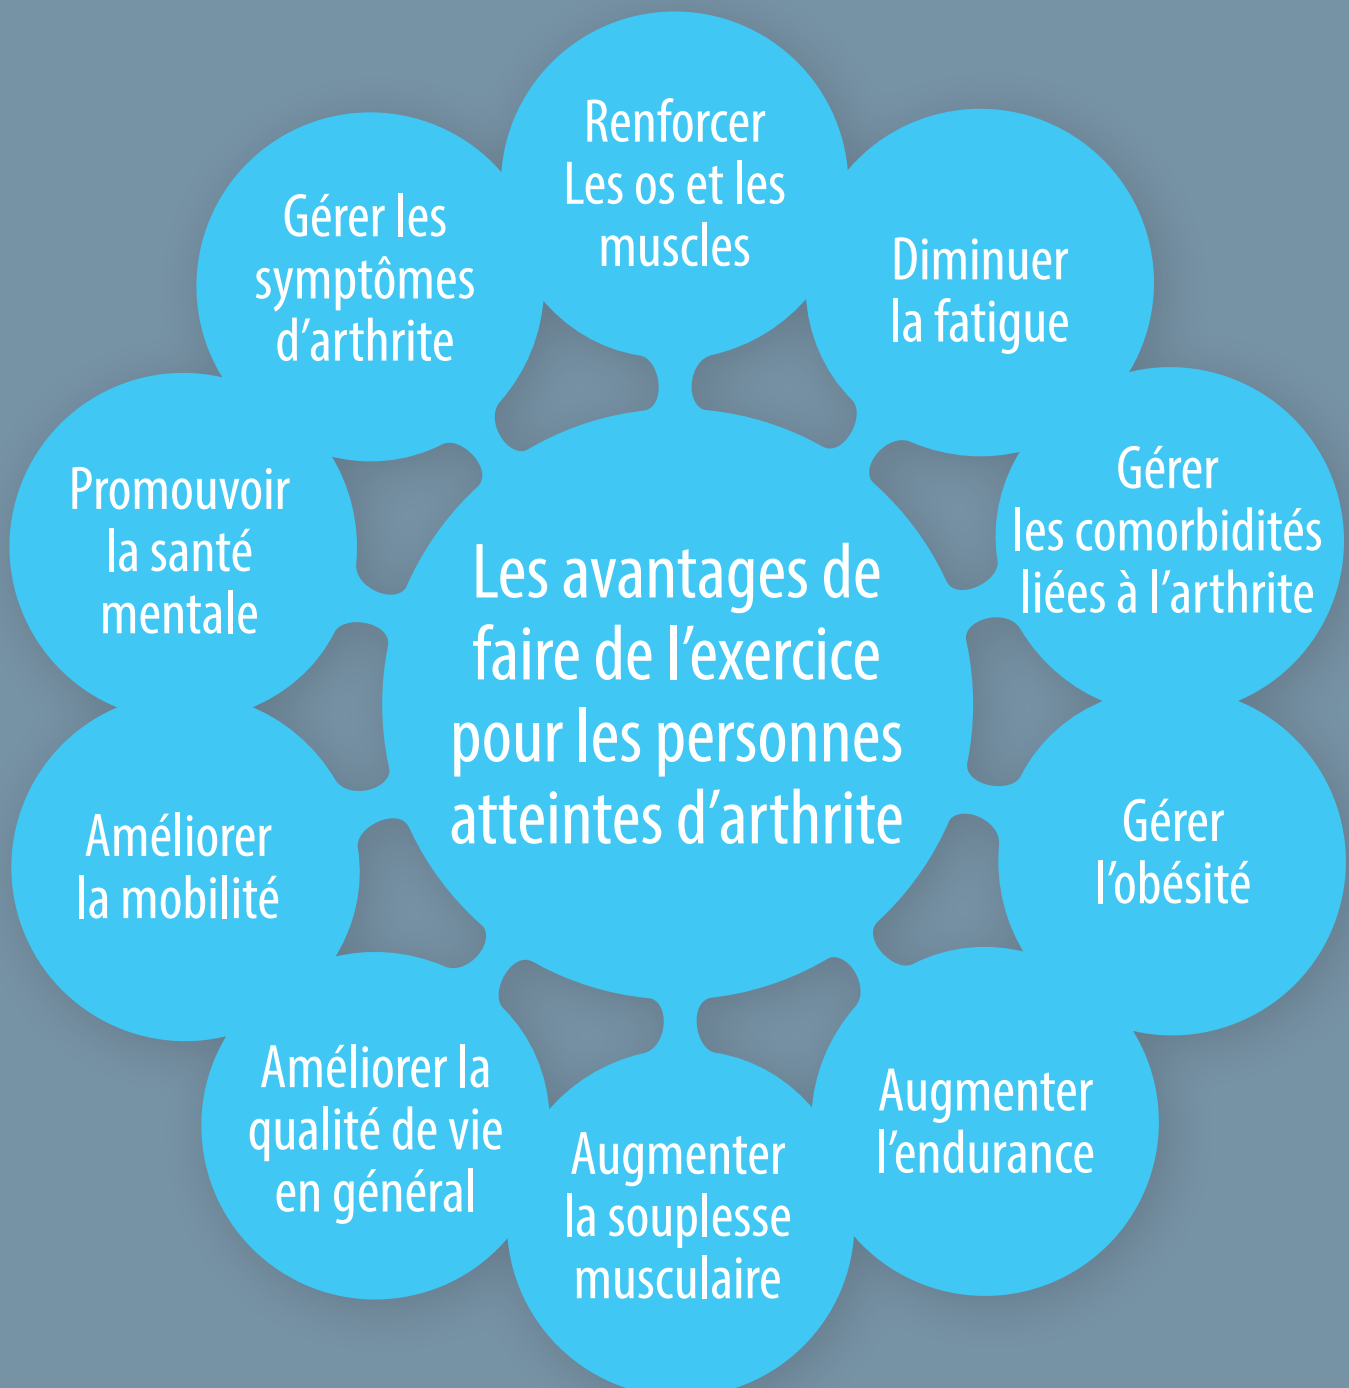 Renforcer
Les os et les
muscles
Diminuer
la fatigue
Gérer
les comorbidités
liées à l’arthrite
Gérer
l’obésité
Augmenter
l’endurance
Augmenter
la souplesse
musculaire
Améliorer la
qualité de vie
en général
Améliorer
la mobilité
Promouvoir
la santé
mentale
Gérer les
symptômes
d’arthrite
Les avantages de
faire de l’exercice
pour les personnes
atteintes d’arthrite